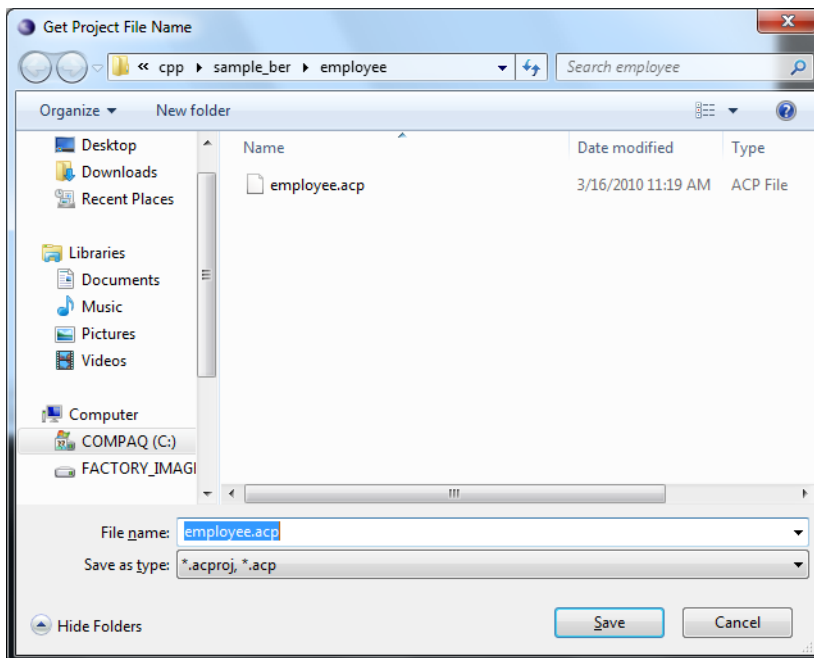 Get Project File Name
« cpp sample_ber employee
Search employee
Organize New folder
Name Date modified Type
employee.acp 3/16/2010 11:19 AM ACP File
Desktop
Downloads
Recent Places
Libraries
Documents
Music
Pictures
Videos
Computer
COMPAQ (C:)
FACTORY_IMAG
File name: employee.acp
Save as type: *.acproj, *.acp
Hide Folders
Save Cancel